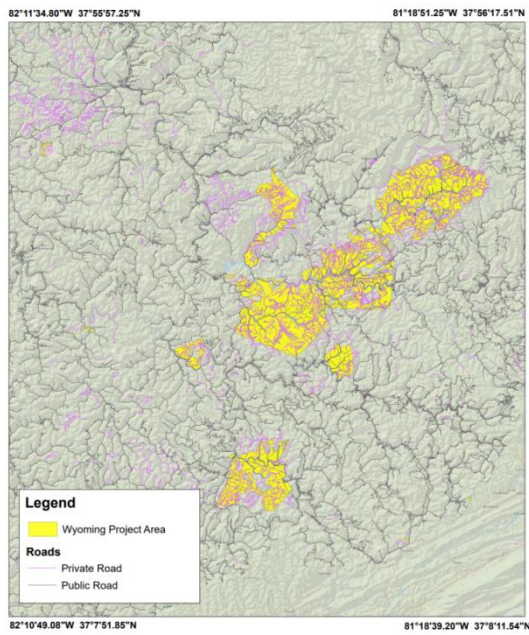 82°11'34.80"W 37°55'57.25"N
81°18'51.25"W 37°56'17.51"N
Legend
Wyoming Project Area
Roads
Private Road
Public Road
82°10'49.08"W 37°7'51.85"N
81°18'39.20"W 37°8'11.54"N